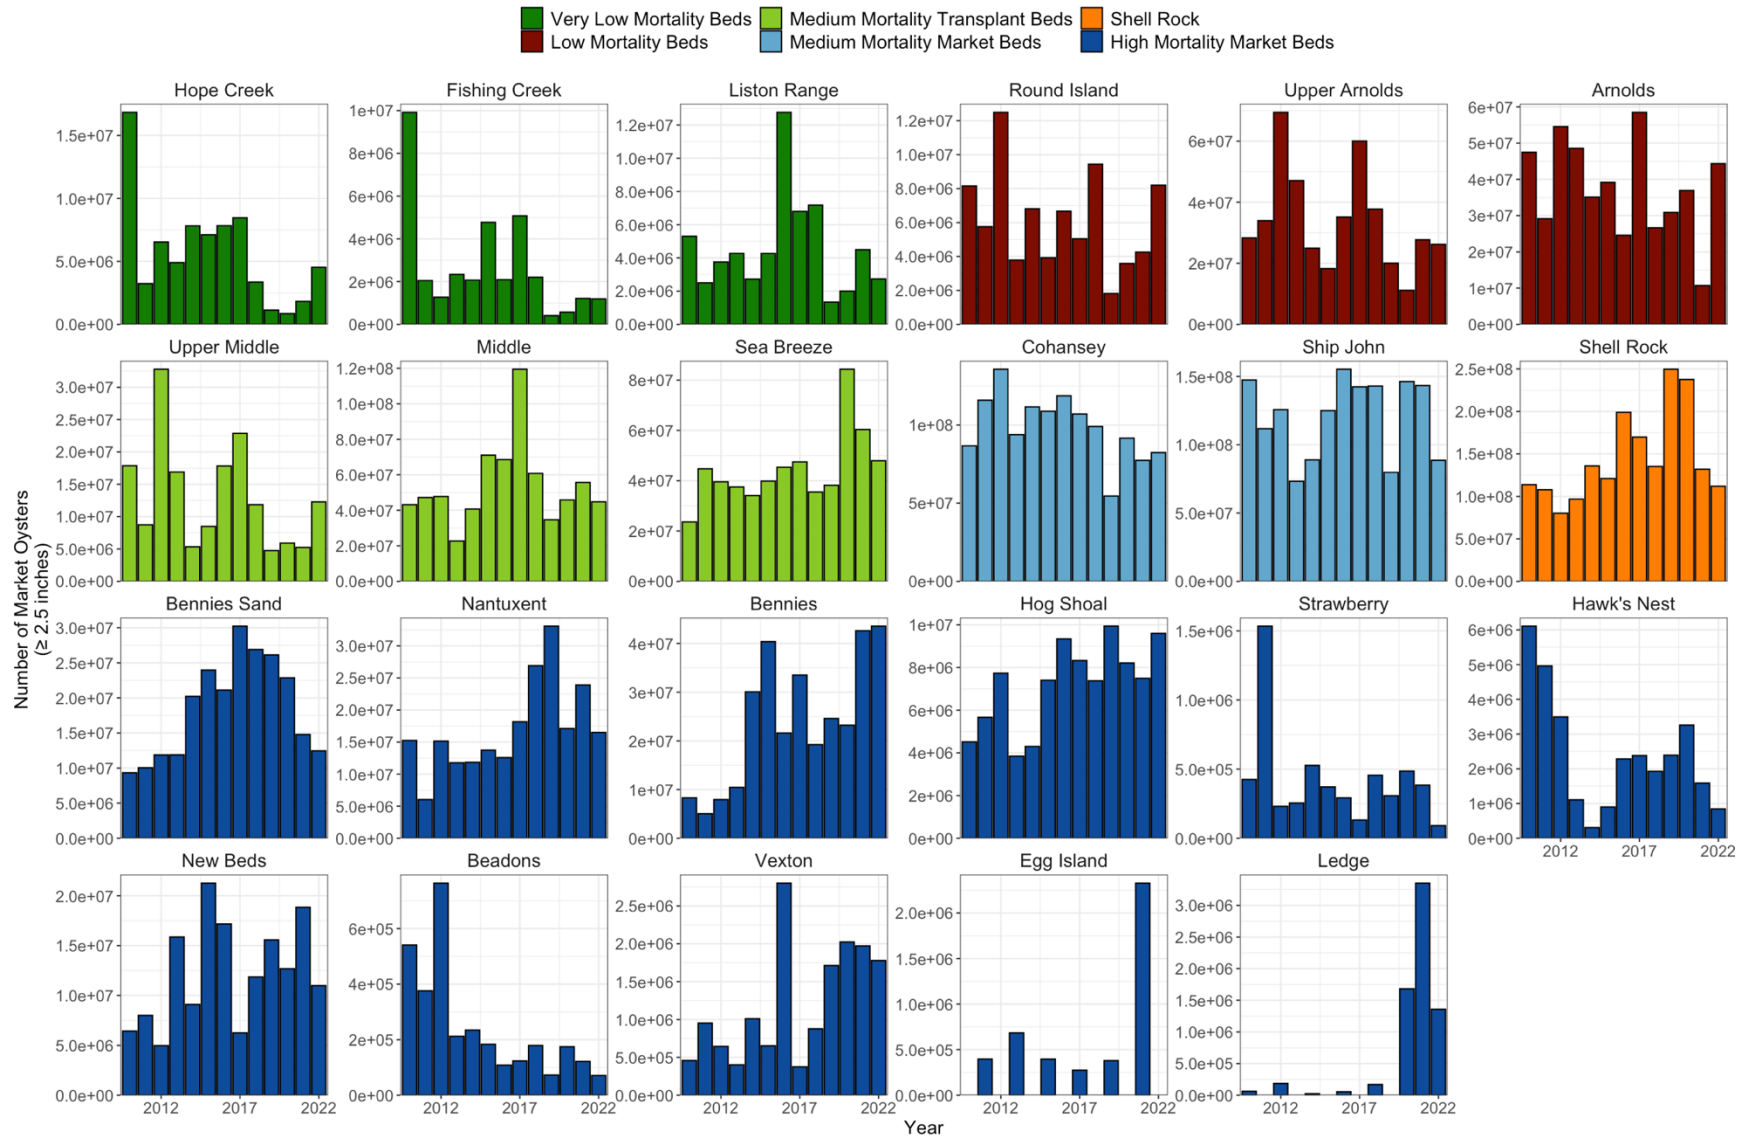 Very Low Mortality Beds Medium Mortality Transplant Beds Shell Rock
Low Mortality Beds Medium Mortality Market Beds High Mortality Market Beds
Hope Creek Fishing Creek Liston Range Round Island Upper Arnolds Arnolds
1.5e+07
1.0e+07
5.0e+06
0.0e+00
1e+07
8e+06
6e+06
4e+06
2e+06
0e+00
1.2e+07
1.0e+07
8.0e+06
6.0e+06
4.0e+06
2.0e+06
0.0e+00
1.2e+07
1.0e+07
8.0e+06
6.0e+06
4.0e+06
2.0e+06
0.0e+00
6e+07
4e+07
2e+07
0e+00
6e+07
5e+07
4e+07
3e+07
2e+07
1e+07
0e+00
Upper Middle Middle Sea Breeze Cohansey Ship John Shell Rock
3.0e+07
2.5e+07
2.0e+07
1.5e+07
1.0e+07
5.0e+06
0.0e+00
1.2e+08
1.0e+08
8.0e+07
6.0e+07
4.0e+07
2.0e+07
0.0e+00
8e+07
6e+07
4e+07
2e+07
0e+00
1e+08
5e+07
0e+00
1.5e+08
1.0e+08
5.0e+07
0.0e+00
2.5e+08
2.0e+08
1.5e+08
1.0e+08
5.0e+07
0.0e+00
Number of Market Oysters
(≥ 2.5 inches)
Bennies Sand Nantuxent Bennies Hog Shoal Strawberry Hawk's Nest
3.0e+07
2.5e+07
2.0e+07
1.5e+07
1.0e+07
5.0e+06
0.0e+00
3.0e+07
2.5e+07
2.0e+07
1.5e+07
1.0e+07
5.0e+06
0.0e+00
4e+07
3e+07
2e+07
1e+07
0e+00
1e+07
8e+06
6e+06
4e+06
2e+06
0e+00
1.5e+06
1.0e+06
5.0e+05
0.0e+00
6e+06
5e+06
4e+06
3e+06
2e+06
1e+06
0e+00
2012 2017 2022
New Beds Beadons Vexton Egg Island Ledge
2.0e+07
1.5e+07
1.0e+07
5.0e+06
0.0e+00
6e+05
4e+05
2e+05
0e+00
2.5e+06
2.0e+06
1.5e+06
1.0e+06
5.0e+05
0.0e+00
2.0e+06
1.5e+06
1.0e+06
5.0e+05
0.0e+00
3.0e+06
2.5e+06
2.0e+06
1.5e+06
1.0e+06
5.0e+05
0.0e+00
2012 2017 2022 2012 2017 2022 2012 2017 2022 2012 2017 2022 2012 2017 2022
Year